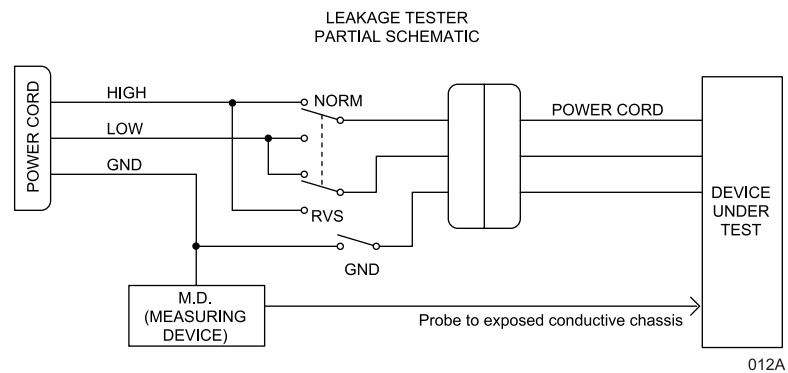 LEAKAGE TESTER
PARTIAL SCHEMATIC
POWER CORD
HIGH
LOW
GND
NORM
RVS
GND
POWER CORD
DEVICE
UNDER
TEST
M.D.
(MEASURING
DEVICE)
Probe to exposed conductive chassis
012A